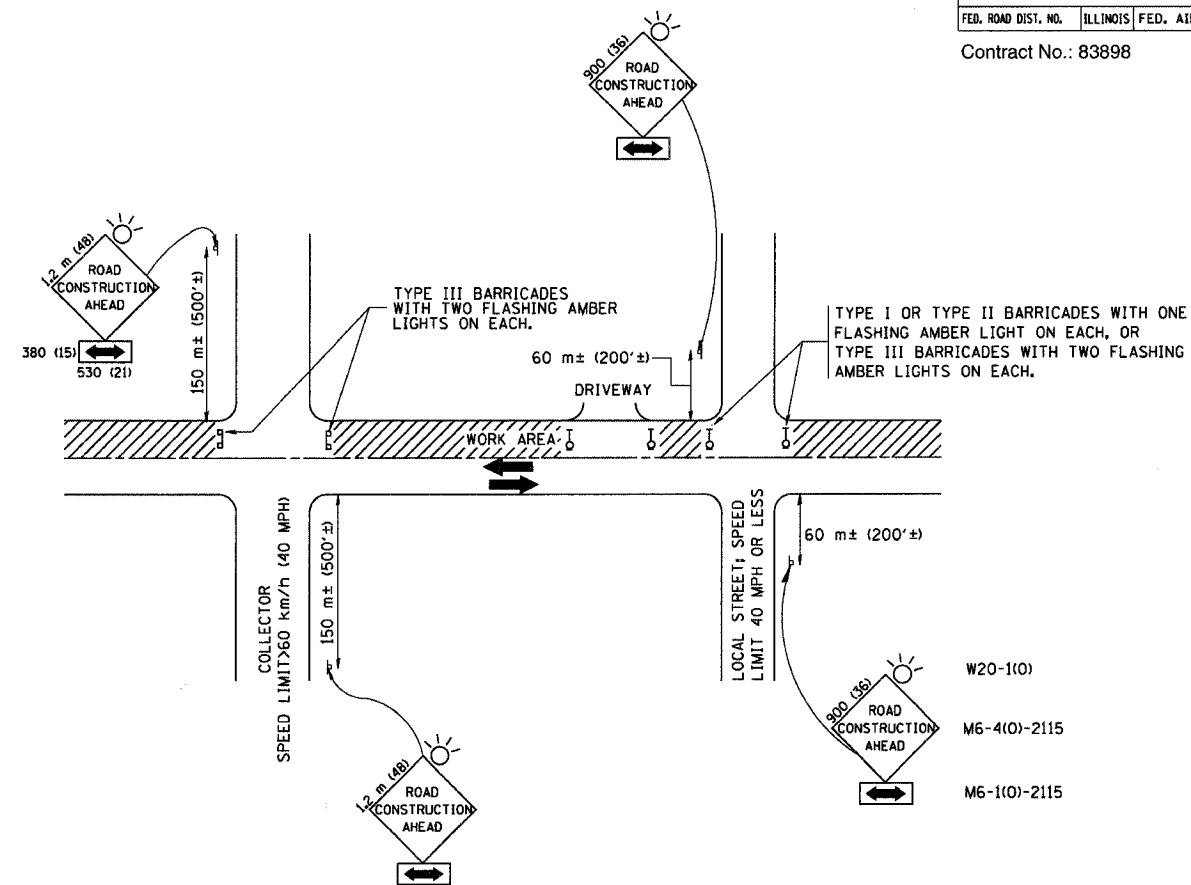 FED. ROAD DIST. NO. ILLINOIS
Contract No.: 83898
900 (36)
ROAD
CONSTRUCTION
AHEAD
1.2 m (48)
ROAD
CONSTRUCTION
AHEAD
380 (15)
530 (21)
150 m± (500'±)
TYPE III BARRICADES
WITH TWO FLASHING AMBER
LIGHTS ON EACH.
60 m± (200'±)
DRIVEWAY
TYPE I OR TYPE II BARRICADES WITH ONE
FLASHING AMBER LIGHT ON EACH, OR
TYPE III BARRICADES WITH TWO FLASHING
AMBER LIGHTS ON EACH.
WORK AREA
COLLECTOR
SPEED LIMIT>60 km/h (40 MPH)
150 m± (500'±)
LOCAL STREET; SPEED
LIMIT 40 MPH OR LESS
60 m± (200'±)
1.2 m (48)
ROAD
CONSTRUCTION
AHEAD
900 (36)
ROAD
CONSTRUCTION
AHEAD
W20-1(O)
M6-4(O)-2115
M6-1(O)-2115